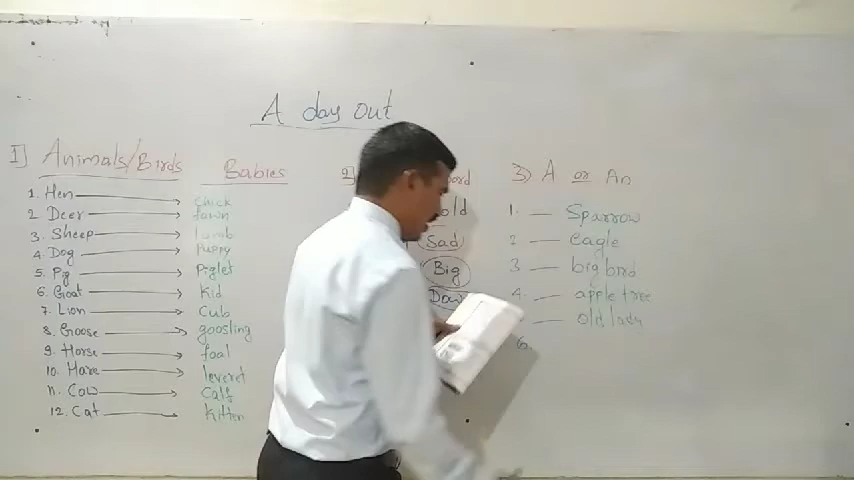 A day out
I] Animals/Birds
Babies
1. Hen chick
2 Deer fawn
3. Sheep lamb
4. Dog Puppy
5. Pig Piglet
6. Goat Kid
7. Lion Cub
8. Goose goosling
9. Horse foal
10. Hare leveret
11. Cow Calf
12. Cat Kitten
2)
old
Sad
Big
3) A or An
1. — Sparrow
2 — eagle
3 — big bird
4. — apple tree
— old lady
6.